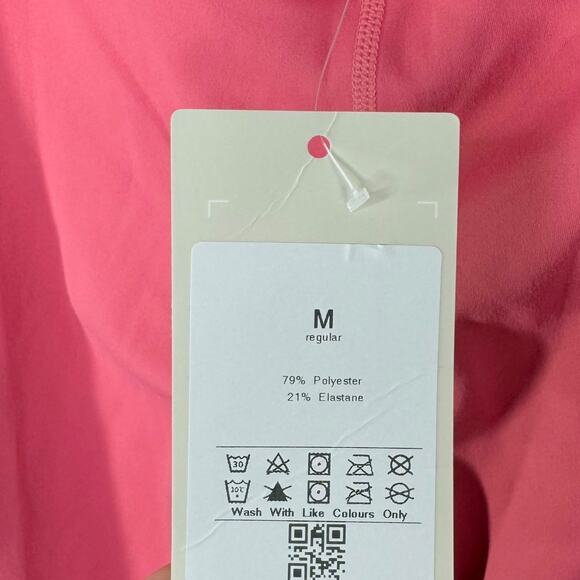 M
regular
79% Polyester
21% Elastane
30
30°C
Wash With Like Colours Only